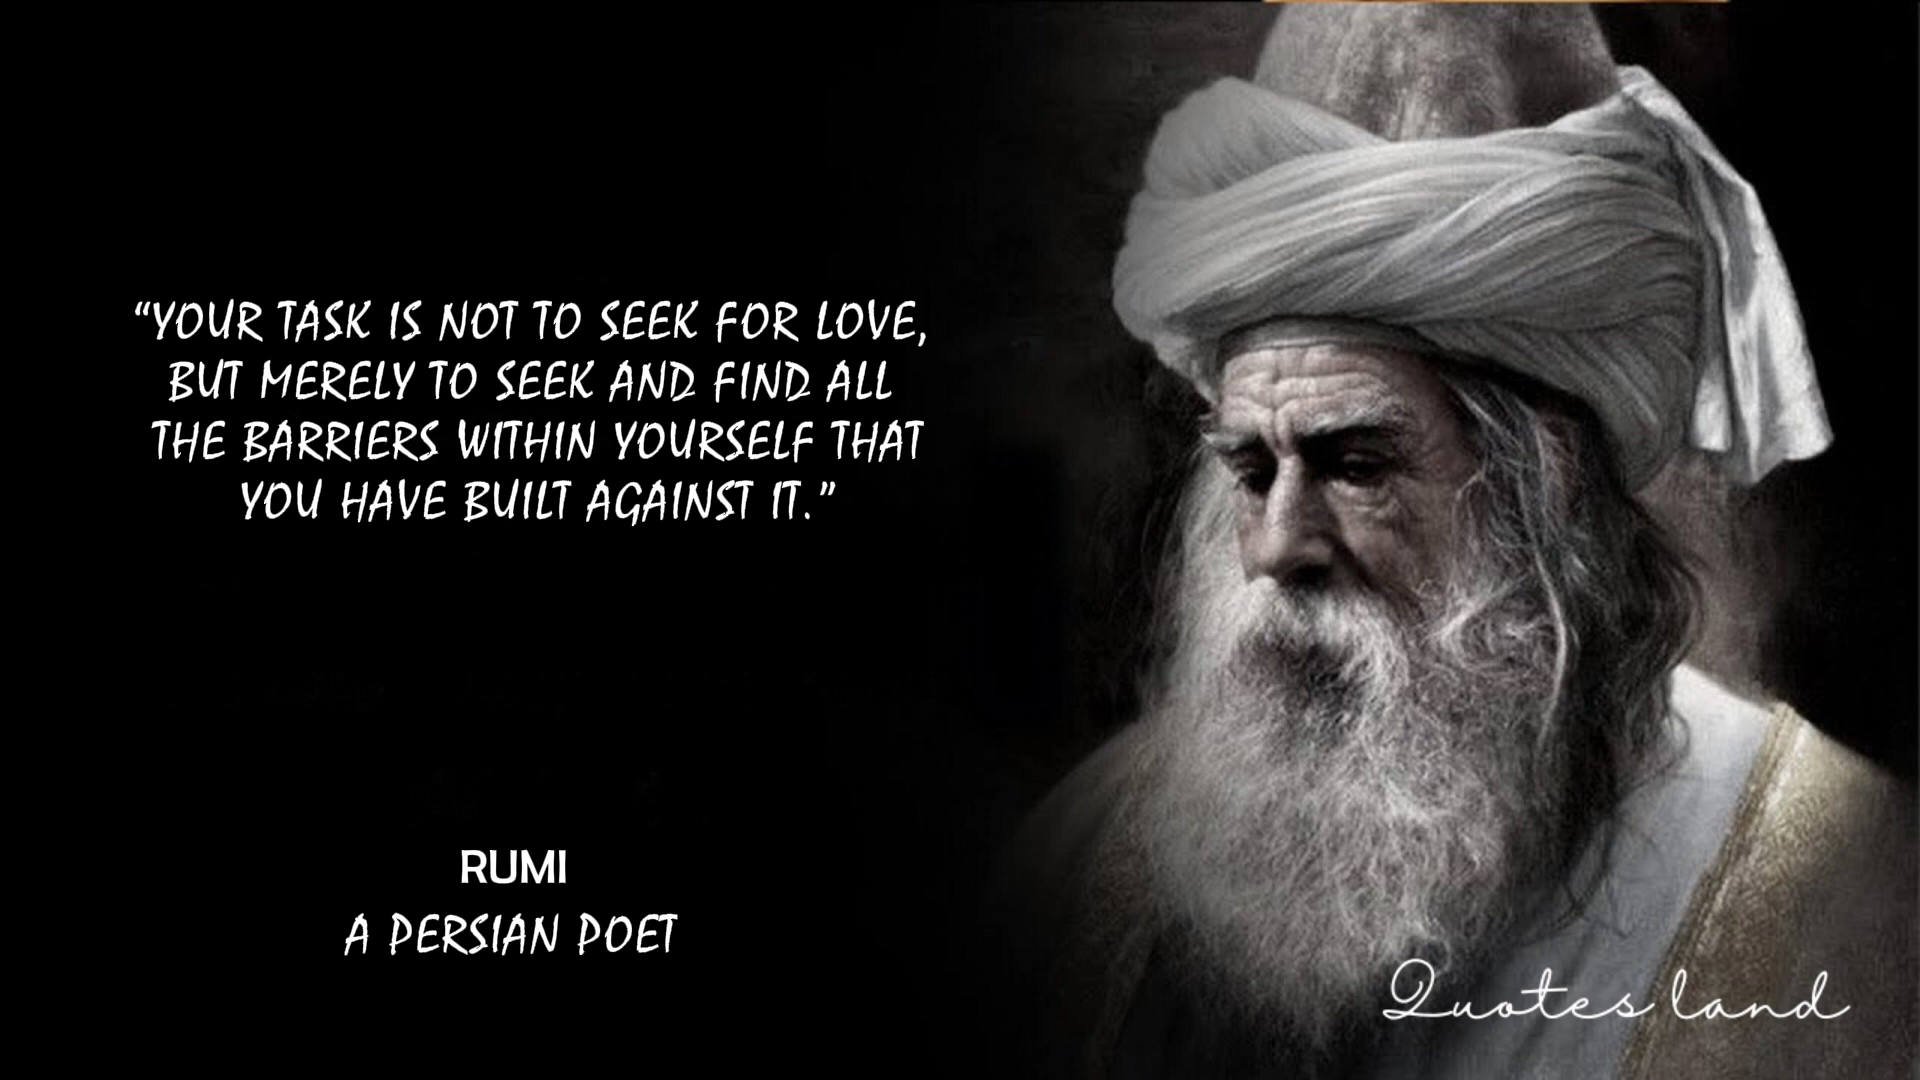 “YOUR TASK IS NOT TO SEEK FOR LOVE,
BUT MERELY TO SEEK AND FIND ALL
THE BARRIERS WITHIN YOURSELF THAT
YOU HAVE BUILT AGAINST IT.”
RUMI
A PERSIAN POET
Quotes land